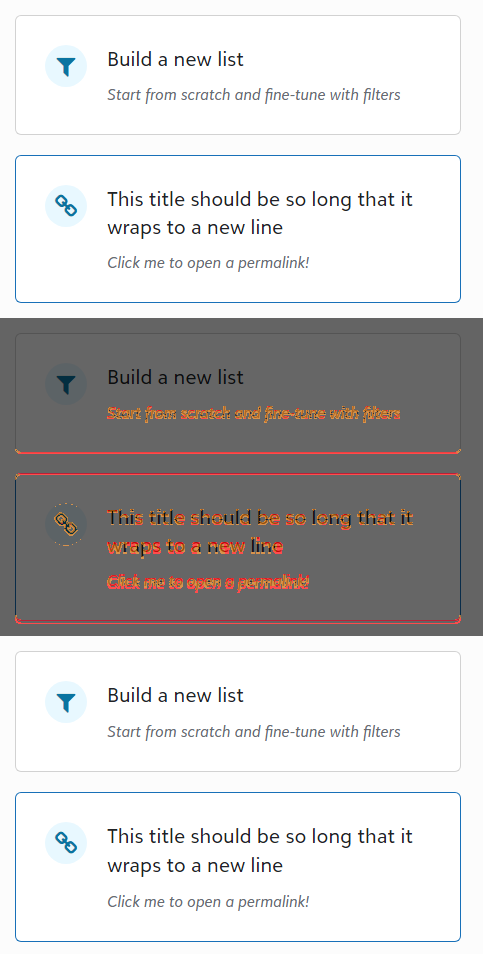 Build a new list
Start from scratch and fine-tune with filters
This title should be so long that it
wraps to a new line
Click me to open a permalink!
Build a new list
Start from scratch and fine-tune with filters
This title should be so long that it
wraps to a new line
Click me to open a permalink!
Build a new list
Start from scratch and fine-tune with filters
This title should be so long that it
wraps to a new line
Click me to open a permalink!